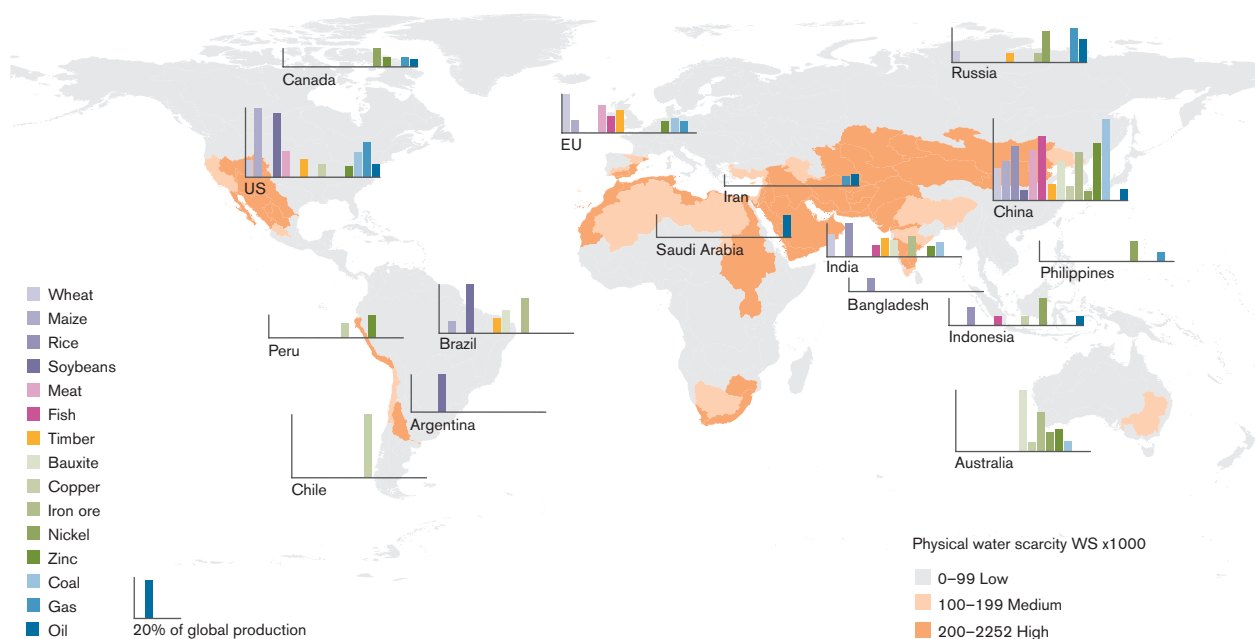 Canada
Russia
US
EU
Iran
China
Saudi Arabia
India
Philippines
Bangladesh
Indonesia
Peru
Brazil
Argentina
Chile
Australia
Wheat
Maize
Rice
Soybeans
Meat
Fish
Timber
Bauxite
Copper
Iron ore
Nickel
Zinc
Coal
Gas
Oil
20% of global production
Physical water scarcity WS x1000
0–99 Low
100–199 Medium
200–2252 High